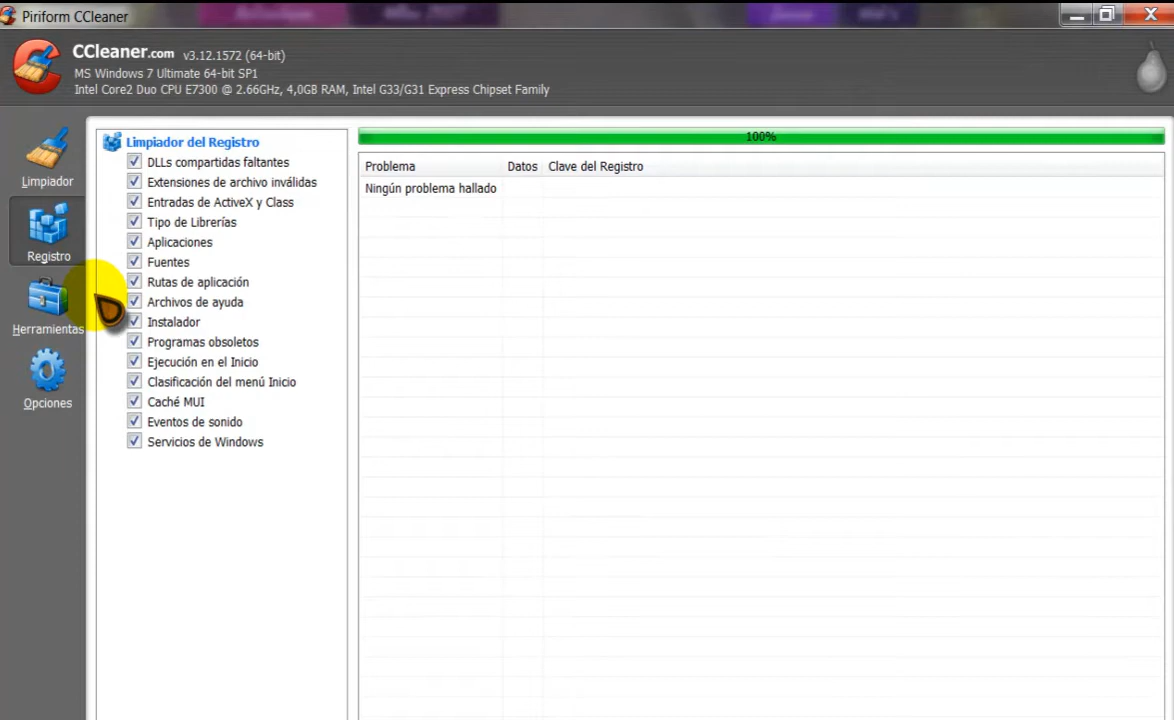 Piriform CCleaner
CCleaner.com v3.12.1572 (64-bit)
MS Windows 7 Ultimate 64-bit SP1
Intel Core2 Duo CPU E7300 @ 2.66GHz, 4,0GB RAM, Intel G33/G31 Express Chipset Family
Limpiador
Registro
Herramientas
Opciones
Limpiador del Registro
DLLs compartidas faltantes
Extensiones de archivo inválidas
Entradas de ActiveX y Class
Tipo de Librerías
Aplicaciones
Fuentes
Rutas de aplicación
Archivos de ayuda
Instalador
Programas obsoletos
Ejecución en el Inicio
Clasificación del menú Inicio
Caché MUI
Eventos de sonido
Servicios de Windows
100%
Problema Datos Clave del Registro
Ningún problema hallado